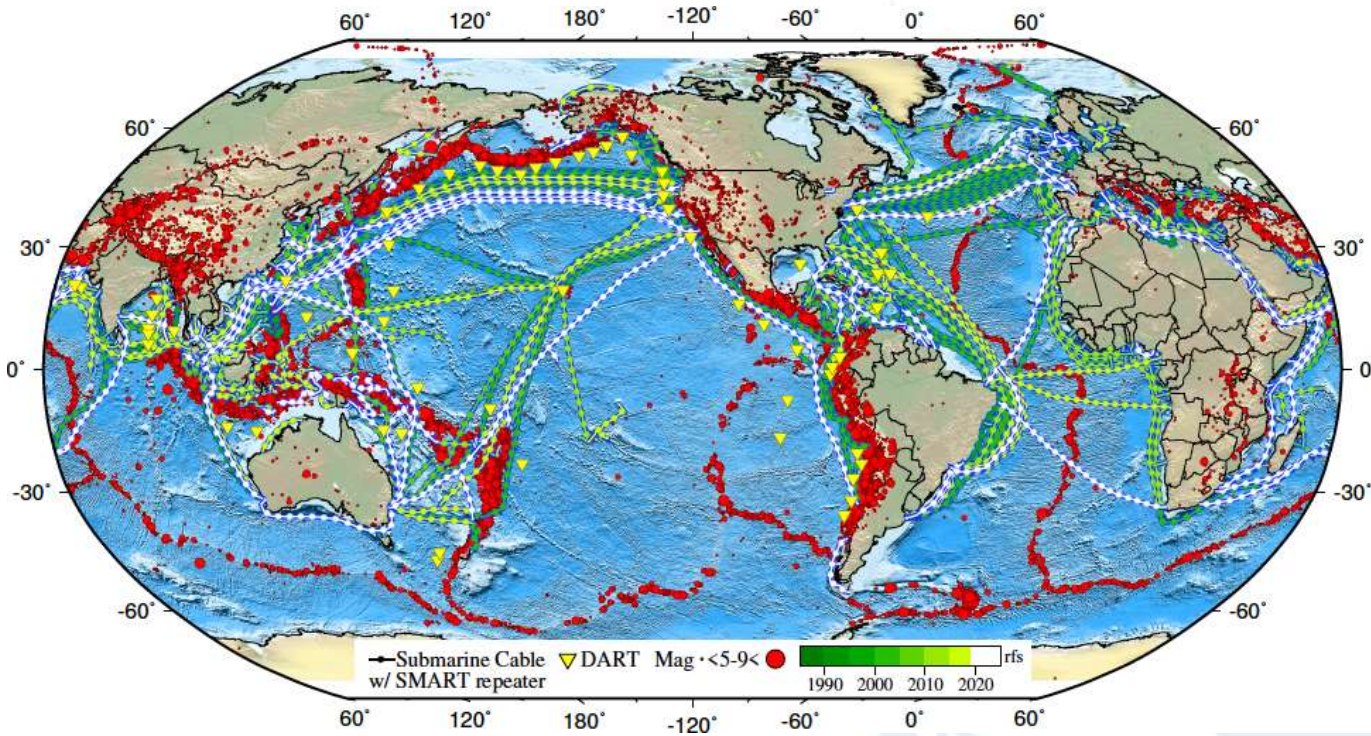 60˚ 120˚ 180˚ -120˚ -60˚ 0˚ 60˚
60˚ 60˚
30˚ 30˚
0˚ 0˚
-30˚ -30˚
-60˚ -60˚
Submarine Cable DART Mag <5-9< rfs
w/ SMART repeater 1990 2000 2010 2020
60˚ 120˚ 180˚ -120˚ -60˚ 0˚ 60˚